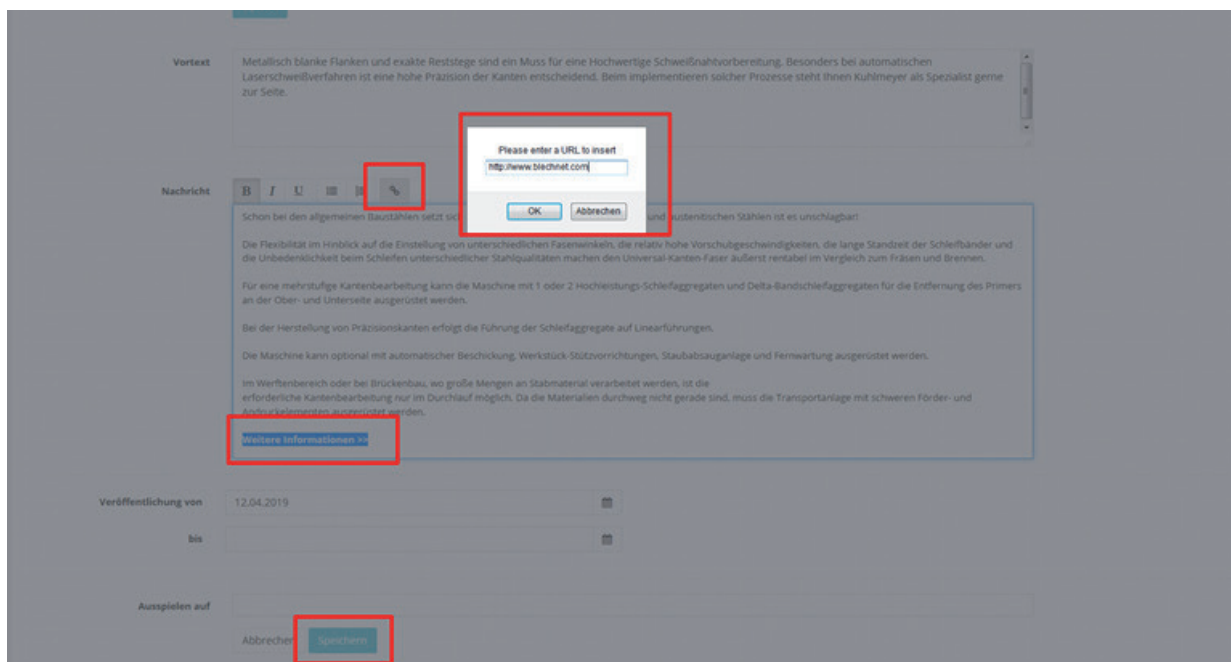 Vortext
Metallisch blanke Flanken und exakte Reststege sind ein Muss für eine Hochwertige Schweißnahtvorbereitung. Besonders bei automatischen
Laserschweißverfahren ist eine hohe Präzision der Kanten entscheidend. Beim implementieren solcher Prozesse steht Ihnen Kuhlmeyer als Spezialist gerne
zur Seite.
Please enter a URL to insert
http://www.blechnet.com
OK Abbrechen
Nachricht
B I U
Schon bei den allgemeinen Baustählen setzt sic und austenitischen Stählen ist es unschlagbar!
Die Flexibilität im Hinblick auf die Einstellung von unterschiedlichen Fasenwinkeln, die relativ hohe Vorschubgeschwindigkeiten, die lange Standzeit der Schleifbänder und
die Unbedenklichkeit beim Schleifen unterschiedlicher Stahlqualitäten machen den Universal-Kanten-Faser äußerst rentabel im Vergleich zum Fräsen und Brennen.
Für eine mehrstufige Kantenbearbeitung kann die Maschine mit 1 oder 2 Hochleistungs-Schleifaggregaten und Delta-Bandschleifaggregaten für die Entfernung des Primers
an der Ober- und Unterseite ausgerüstet werden.
Bei der Herstellung von Präzisionskanten erfolgt die Führung der Schleifaggregate auf Linearführungen.
Die Maschine kann optional mit automatischer Beschickung, Werkstück-Stützvorrichtungen, Staubabsauganlage und Fernwartung ausgerüstet werden.
Im Werftenbereich oder bei Brückenbau, wo große Mengen an Stabmaterial verarbeitet werden, ist die
erforderliche Kantenbearbeitung nur im Durchlauf möglich. Da die Materialien durchweg nicht gerade sind, muss die Transportanlage mit schweren Förder- und
Andruckelementen ausgerüstet werden.
Weitere Informationen >>
Veröffentlichung von
12.04.2019
bis
Ausspielen auf
Abbrechen Speichern